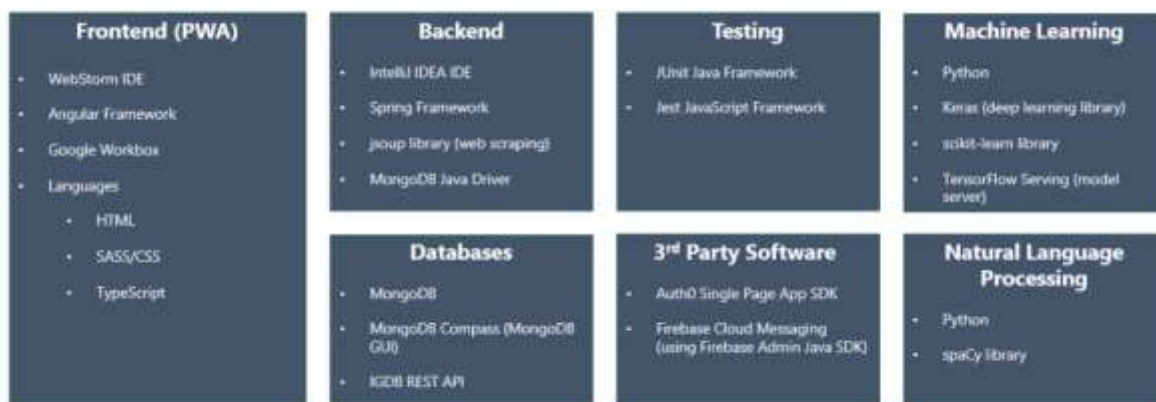 Frontend (PWA)
WebStorm IDE
Angular Framework
Google Workbox
Languages
HTML
SASS/CSS
TypeScript
Backend
IntelliJ IDEA IDE
Spring Framework
jsoup library (web scraping)
MongoDB Java Driver
Testing
JUnit Java Framework
Jest JavaScript Framework
Machine Learning
Python
Keras (deep learning library)
scikit-learn library
TensorFlow Serving (model
server)
Databases
MongoDB
MongoDB Compass (MongoDB
GUI)
IGDB REST API
3rd Party Software
Auth0 Single Page App SDK
Firebase Cloud Messaging
(using Firebase Admin Java SDK)
Natural Language
Processing
Python
spaCy library